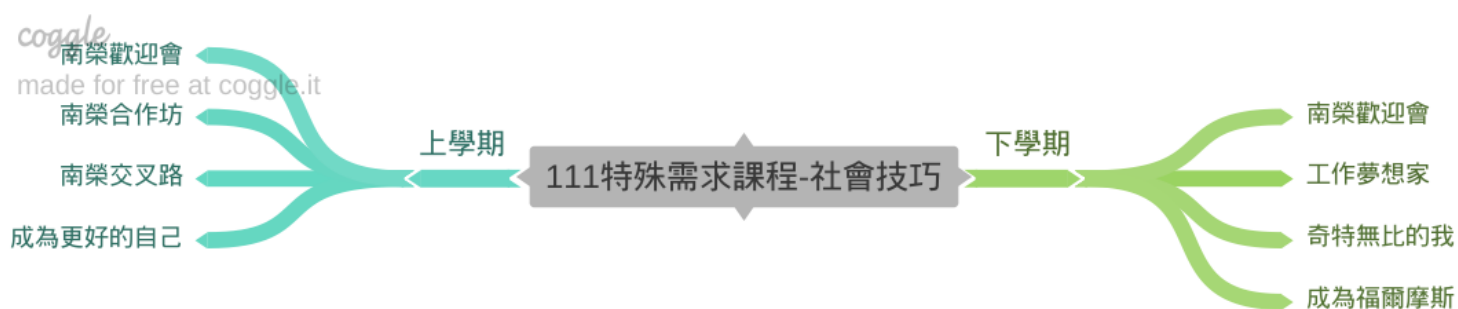 coggle
made for free at coggle.it
南榮歡迎會
南榮合作坊
南榮交叉路
成為更好的自己
上學期
111特殊需求課程-社會技巧
下學期
南榮歡迎會
工作夢想家
奇特無比的我
成為福爾摩斯